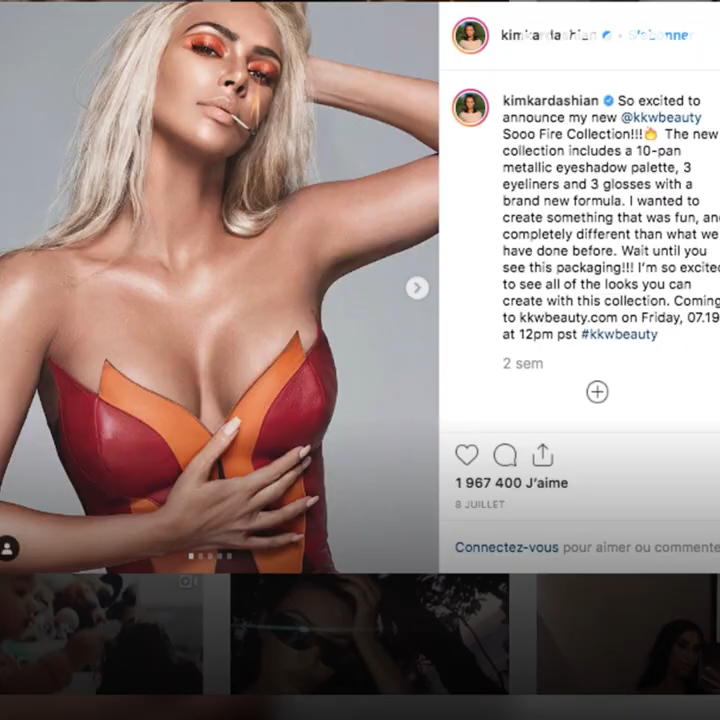 kimkardashian • S'abonner
kimkardashian So excited to
announce my new @kkwbeauty
Sooo Fire Collection!!!🔥 The new
collection includes a 10-pan
metallic eyeshadow palette, 3
eyeliners and 3 glosses with a
brand new formula. I wanted to
create something that was fun, and
completely different than what we
have done before. Wait until you
see this packaging!!! I'm so excited
to see all of the looks you can
create with this collection. Coming
to kkwbeauty.com on Friday, 07.19
at 12pm pst #kkwbeauty
2 sem
1 967 400 J'aime
8 JUILLET
Connectez-vous pour aimer ou commente